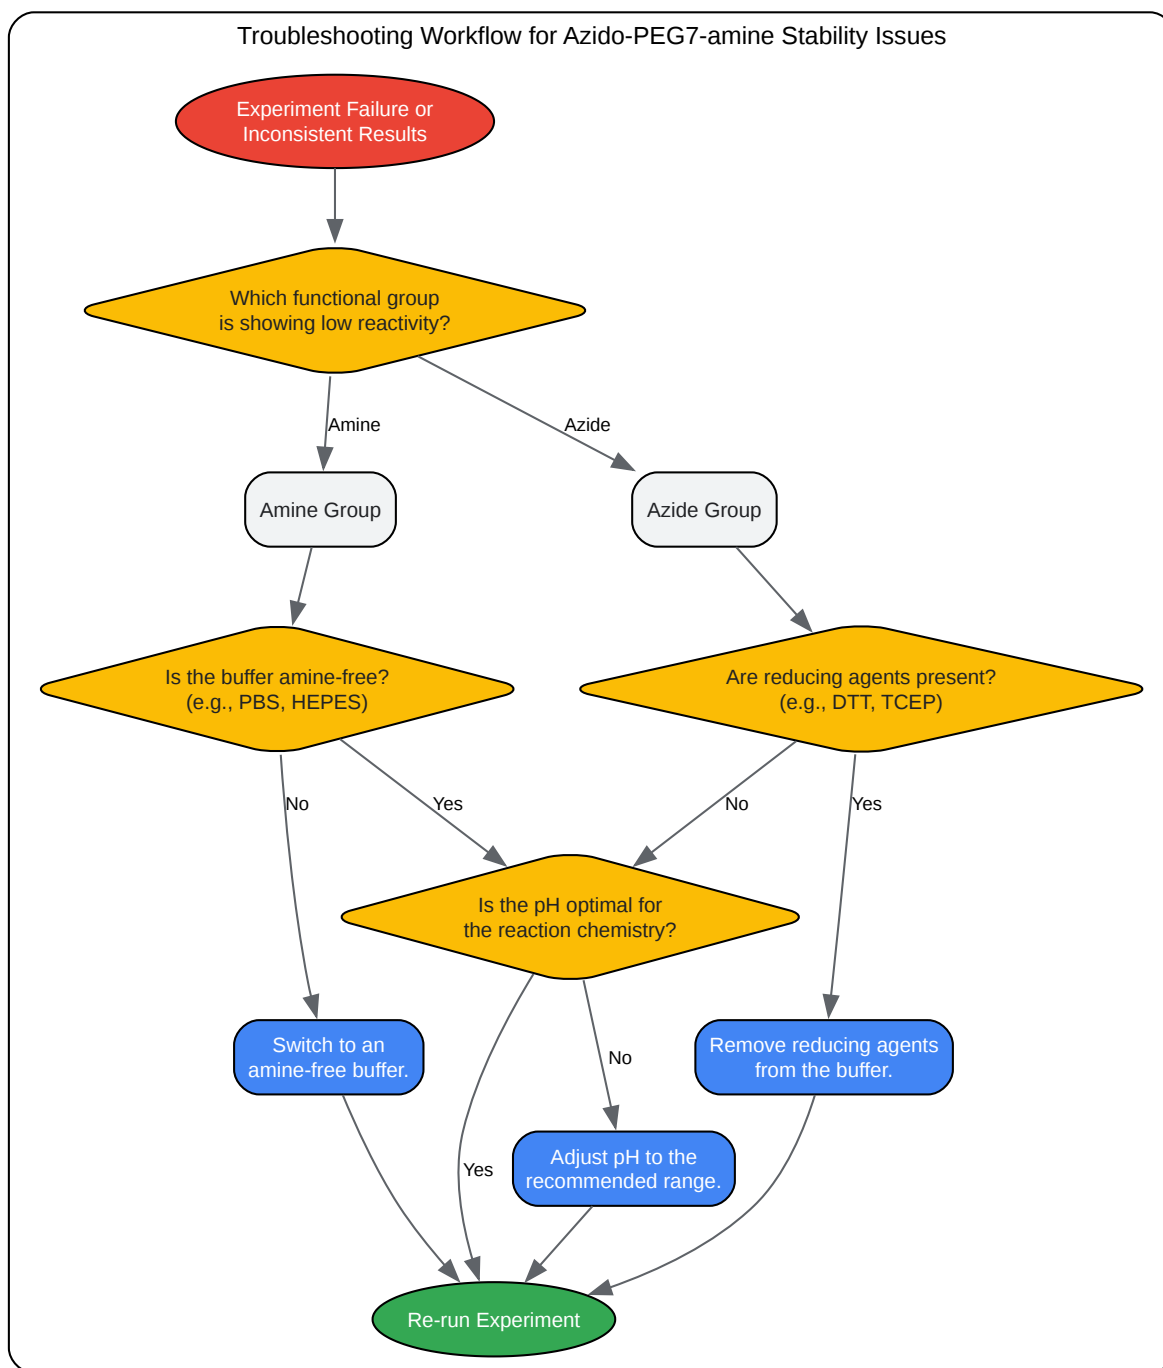 Troubleshooting Workflow for Azido-PEG7-amine Stability Issues
Experiment Failure or
Inconsistent Results
Which functional group
is showing low reactivity?
Amine
Azide
Amine Group
Azide Group
Is the buffer amine-free?
(e.g., PBS, HEPES)
Are reducing agents present?
(e.g., DTT, TCEP)
No
Yes
No
Yes
Is the pH optimal for
the reaction chemistry?
Switch to an
amine-free buffer.
No
Remove reducing agents
from the buffer.
Yes
Adjust pH to the
recommended range.
Re-run Experiment